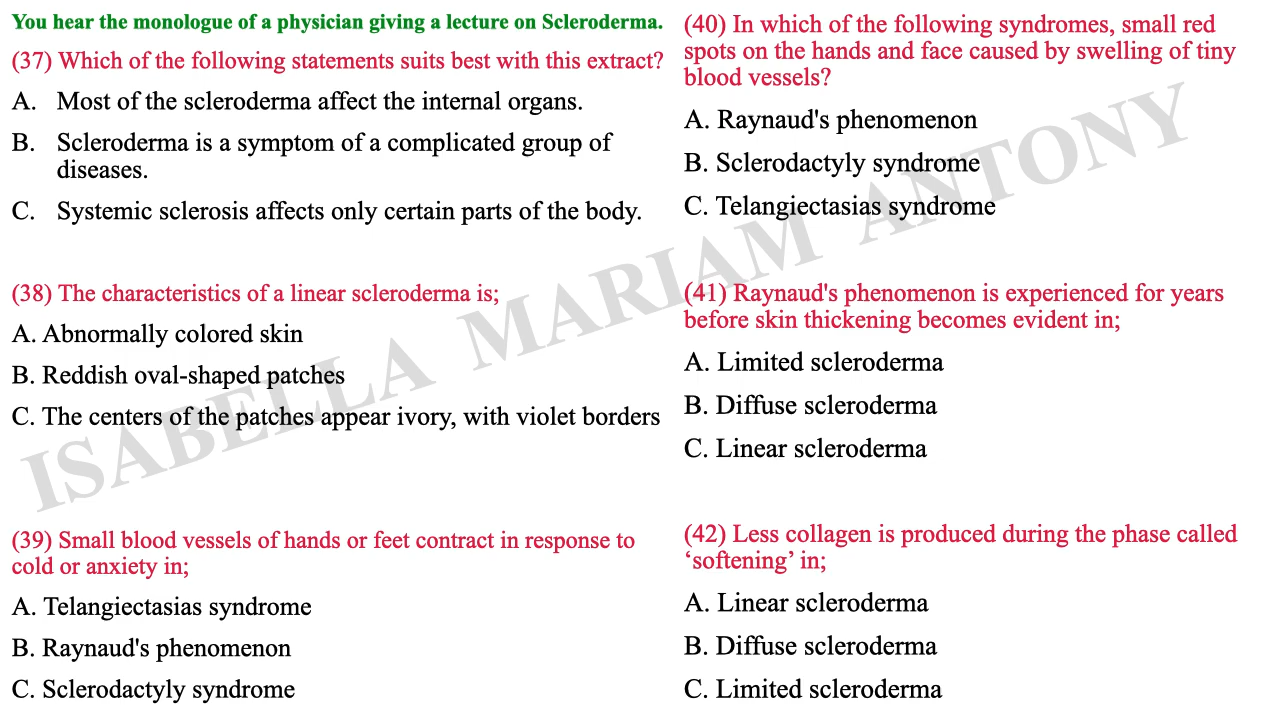 You hear the monologue of a physician giving a lecture on Scleroderma.
(37) Which of the following statements suits best with this extract?
A. Most of the scleroderma affect the internal organs.
B. Scleroderma is a symptom of a complicated group of
diseases.
C. Systemic sclerosis affects only certain parts of the body.
(38) The characteristics of a linear scleroderma is;
A. Abnormally colored skin
B. Reddish oval-shaped patches
C. The centers of the patches appear ivory, with violet borders
(39) Small blood vessels of hands or feet contract in response to
cold or anxiety in;
A. Telangiectasias syndrome
B. Raynaud's phenomenon
C. Sclerodactyly syndrome
(40) In which of the following syndromes, small red
spots on the hands and face caused by swelling of tiny
blood vessels?
A. Raynaud's phenomenon
B. Sclerodactyly syndrome
C. Telangiectasias syndrome
(41) Raynaud's phenomenon is experienced for years
before skin thickening becomes evident in;
A. Limited scleroderma
B. Diffuse scleroderma
C. Linear scleroderma
(42) Less collagen is produced during the phase called
‘softening’ in;
A. Linear scleroderma
B. Diffuse scleroderma
C. Limited scleroderma
ISABELLA MARIAM ANTONY